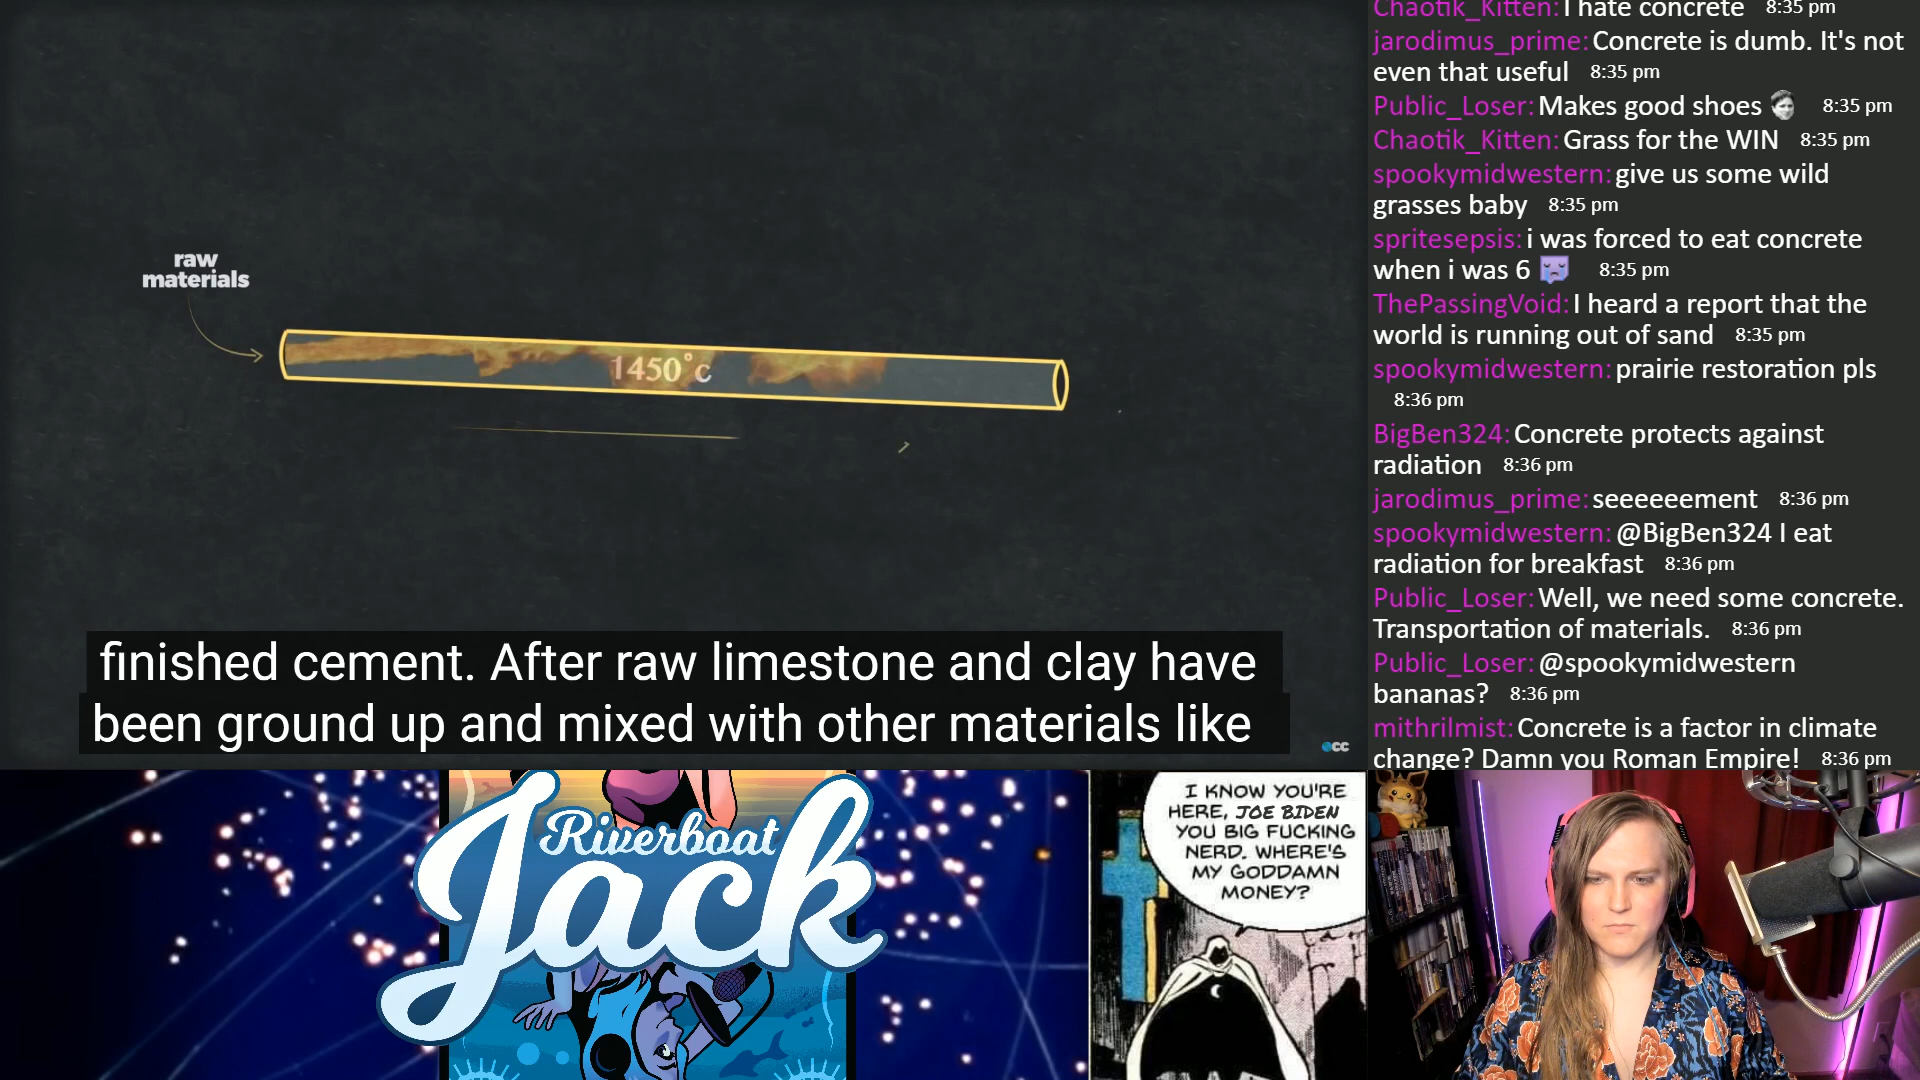 raw
materials
1450°c
finished cement. After raw limestone and clay have
been ground up and mixed with other materials like
cc
Riverboat
Jack
I KNOW YOU'RE
HERE, JOE BIDEN
YOU BIG FUCKING
NERD. WHERE'S
MY GODDAMN
MONEY?
Chaotik_Kitten: I hate concrete 8:35 pm
jarodimus_prime: Concrete is dumb. It's not
even that useful 8:35 pm
Public_Loser: Makes good shoes 8:35 pm
Chaotik_Kitten: Grass for the WIN 8:35 pm
spookymidwestern: give us some wild
grasses baby 8:35 pm
spritesepsis: i was forced to eat concrete
when i was 6 8:35 pm
ThePassingVoid: I heard a report that the
world is running out of sand 8:35 pm
spookymidwestern: prairie restoration pls
8:36 pm
BigBen324: Concrete protects against
radiation 8:36 pm
jarodimus_prime: seeeeeement 8:36 pm
spookymidwestern: @BigBen324 I eat
radiation for breakfast 8:36 pm
Public_Loser: Well, we need some concrete.
Transportation of materials. 8:36 pm
Public_Loser: @spookymidwestern
bananas? 8:36 pm
mithrilmist: Concrete is a factor in climate
change? Damn you Roman Empire! 8:36 pm